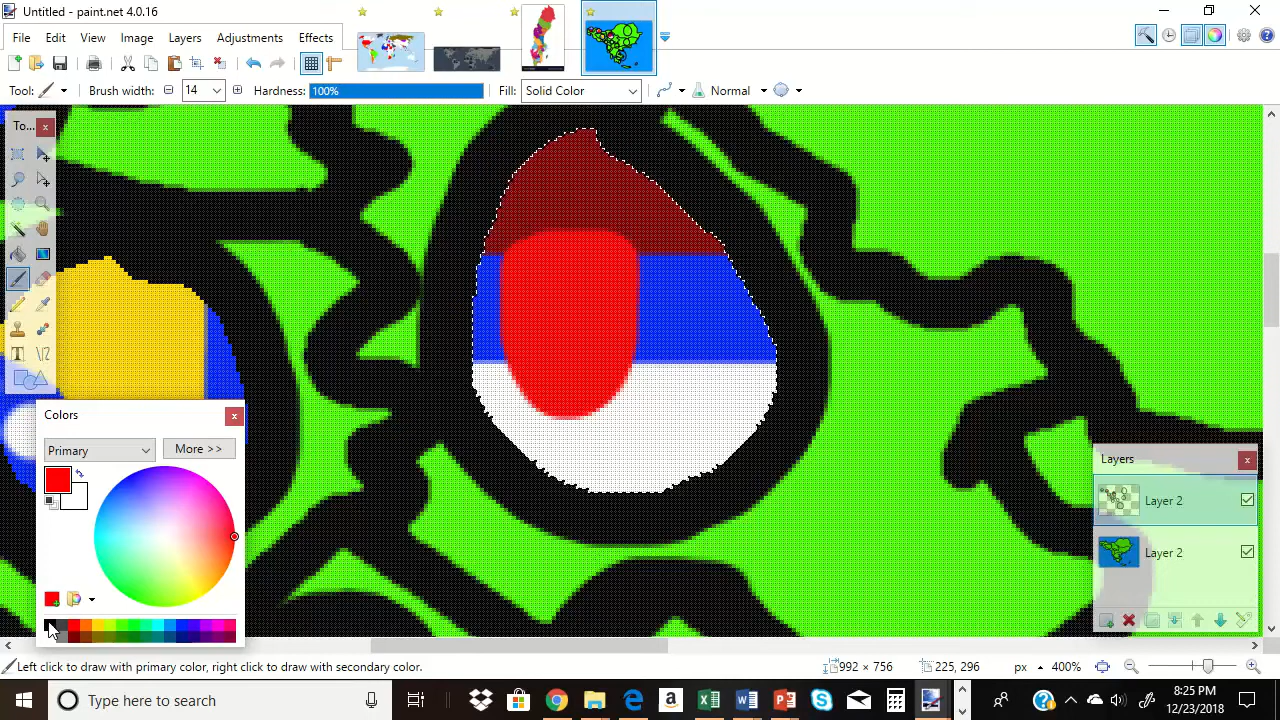 Untitled - paint.net 4.0.16
File Edit View Image Layers Adjustments Effects
Tool: Brush width: 14 Hardness: 100% Fill: Solid Color Normal
To...
Colors
Primary More >>
Layers
Layer 2
Layer 2
Left click to draw with primary color, right click to draw with secondary color. 992 × 756 225, 296 px 400%
Type here to search
8:25 PM
12/23/2018